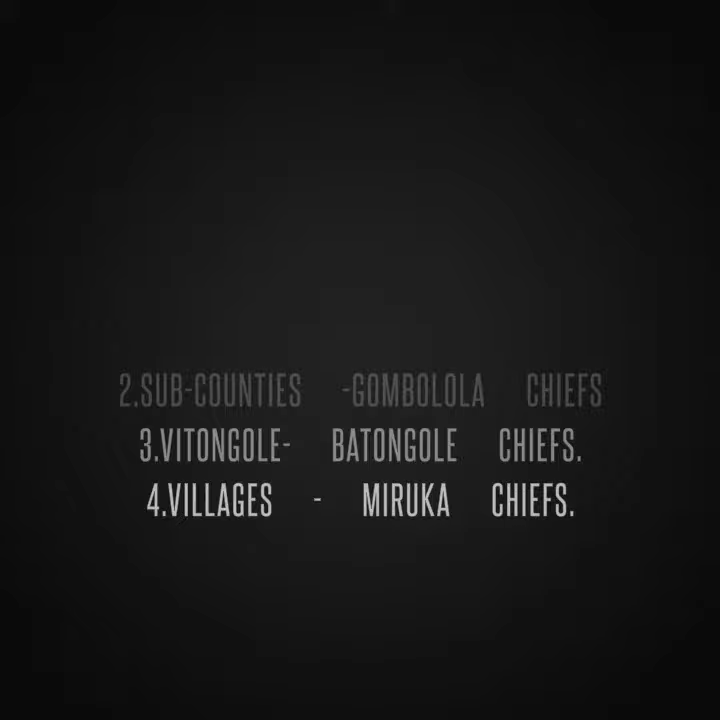 2.SUB-COUNTIES -GOMBOLOLA CHIEFS
3.VITONGOLE- BATONGOLE CHIEFS.
4.VILLAGES - MIRUKA CHIEFS.